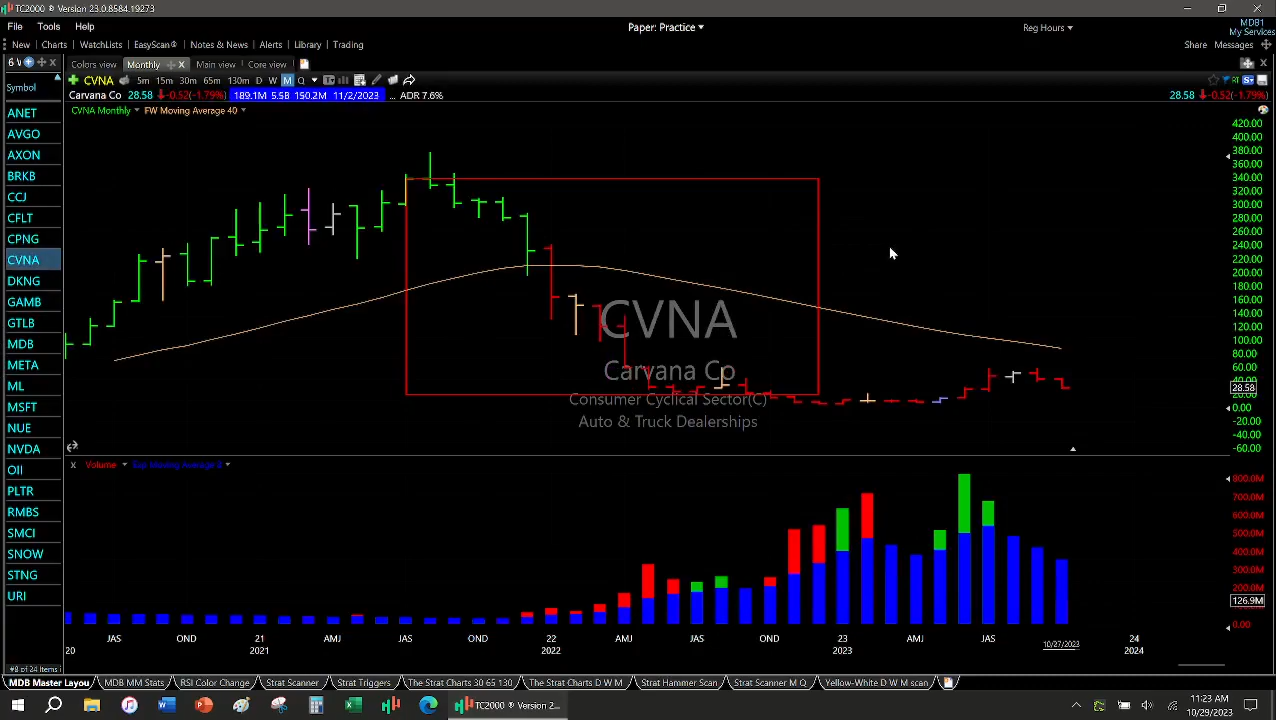 TC2000 ® Version 23.0.8584.19273
File Tools Help
Paper: Practice
Reg Hours
MDB1
My Services
New Charts WatchLists EasyScan® Notes & News Alerts Library Trading
Share Messages
Colors view Monthly Main view Core view
Symbol
CVNA 5m 15m 30m 65m 130m D W M Q
Carvana Co 28.58 -0.52(-1.79%) 189.1M 5.58 150.2M 11/2/2023 ... ADR 7.6%
28.58 -0.52(-1.79%)
CVNA Monthly FW Moving Average 40
ANET
AVGO
AXON
BRKB
CCJ
CFLT
CPNG
CVNA
DKNG
GAMB
GTLB
MDB
META
ML
MSFT
NUE
NVDA
OII
PLTR
RMBS
SMCI
SNOW
STNG
URI
#8 of 24 Items
420.00
400.00
380.00
360.00
340.00
320.00
300.00
280.00
260.00
240.00
220.00
200.00
180.00
160.00
140.00
120.00
100.00
80.00
60.00
40.00
28.58
20.00
0.00
-20.00
-40.00
-60.00
CVNA
Carvana Co
Consumer Cyclical Sector(C)
Auto & Truck Dealerships
x Volume
800.0M
700.0M
600.0M
500.0M
400.0M
300.0M
200.0M
126.9M
0.00
JAS OND 21 AMJ JAS OND 22 AMJ JAS OND 23 AMJ JAS 10/27/2023 24
20 2021 2022 2023 2024
MDB Master Layou MDB MM Stats RSI Color Change Strat Scanner Strat Triggers The Strat Charts 30 65 130 The Strat Charts D W M Strat Hammer Scan Strat Scanner M Q Yellow-White D W M scan
TC2000 ® Version 2...
11:23 AM
10/29/2023